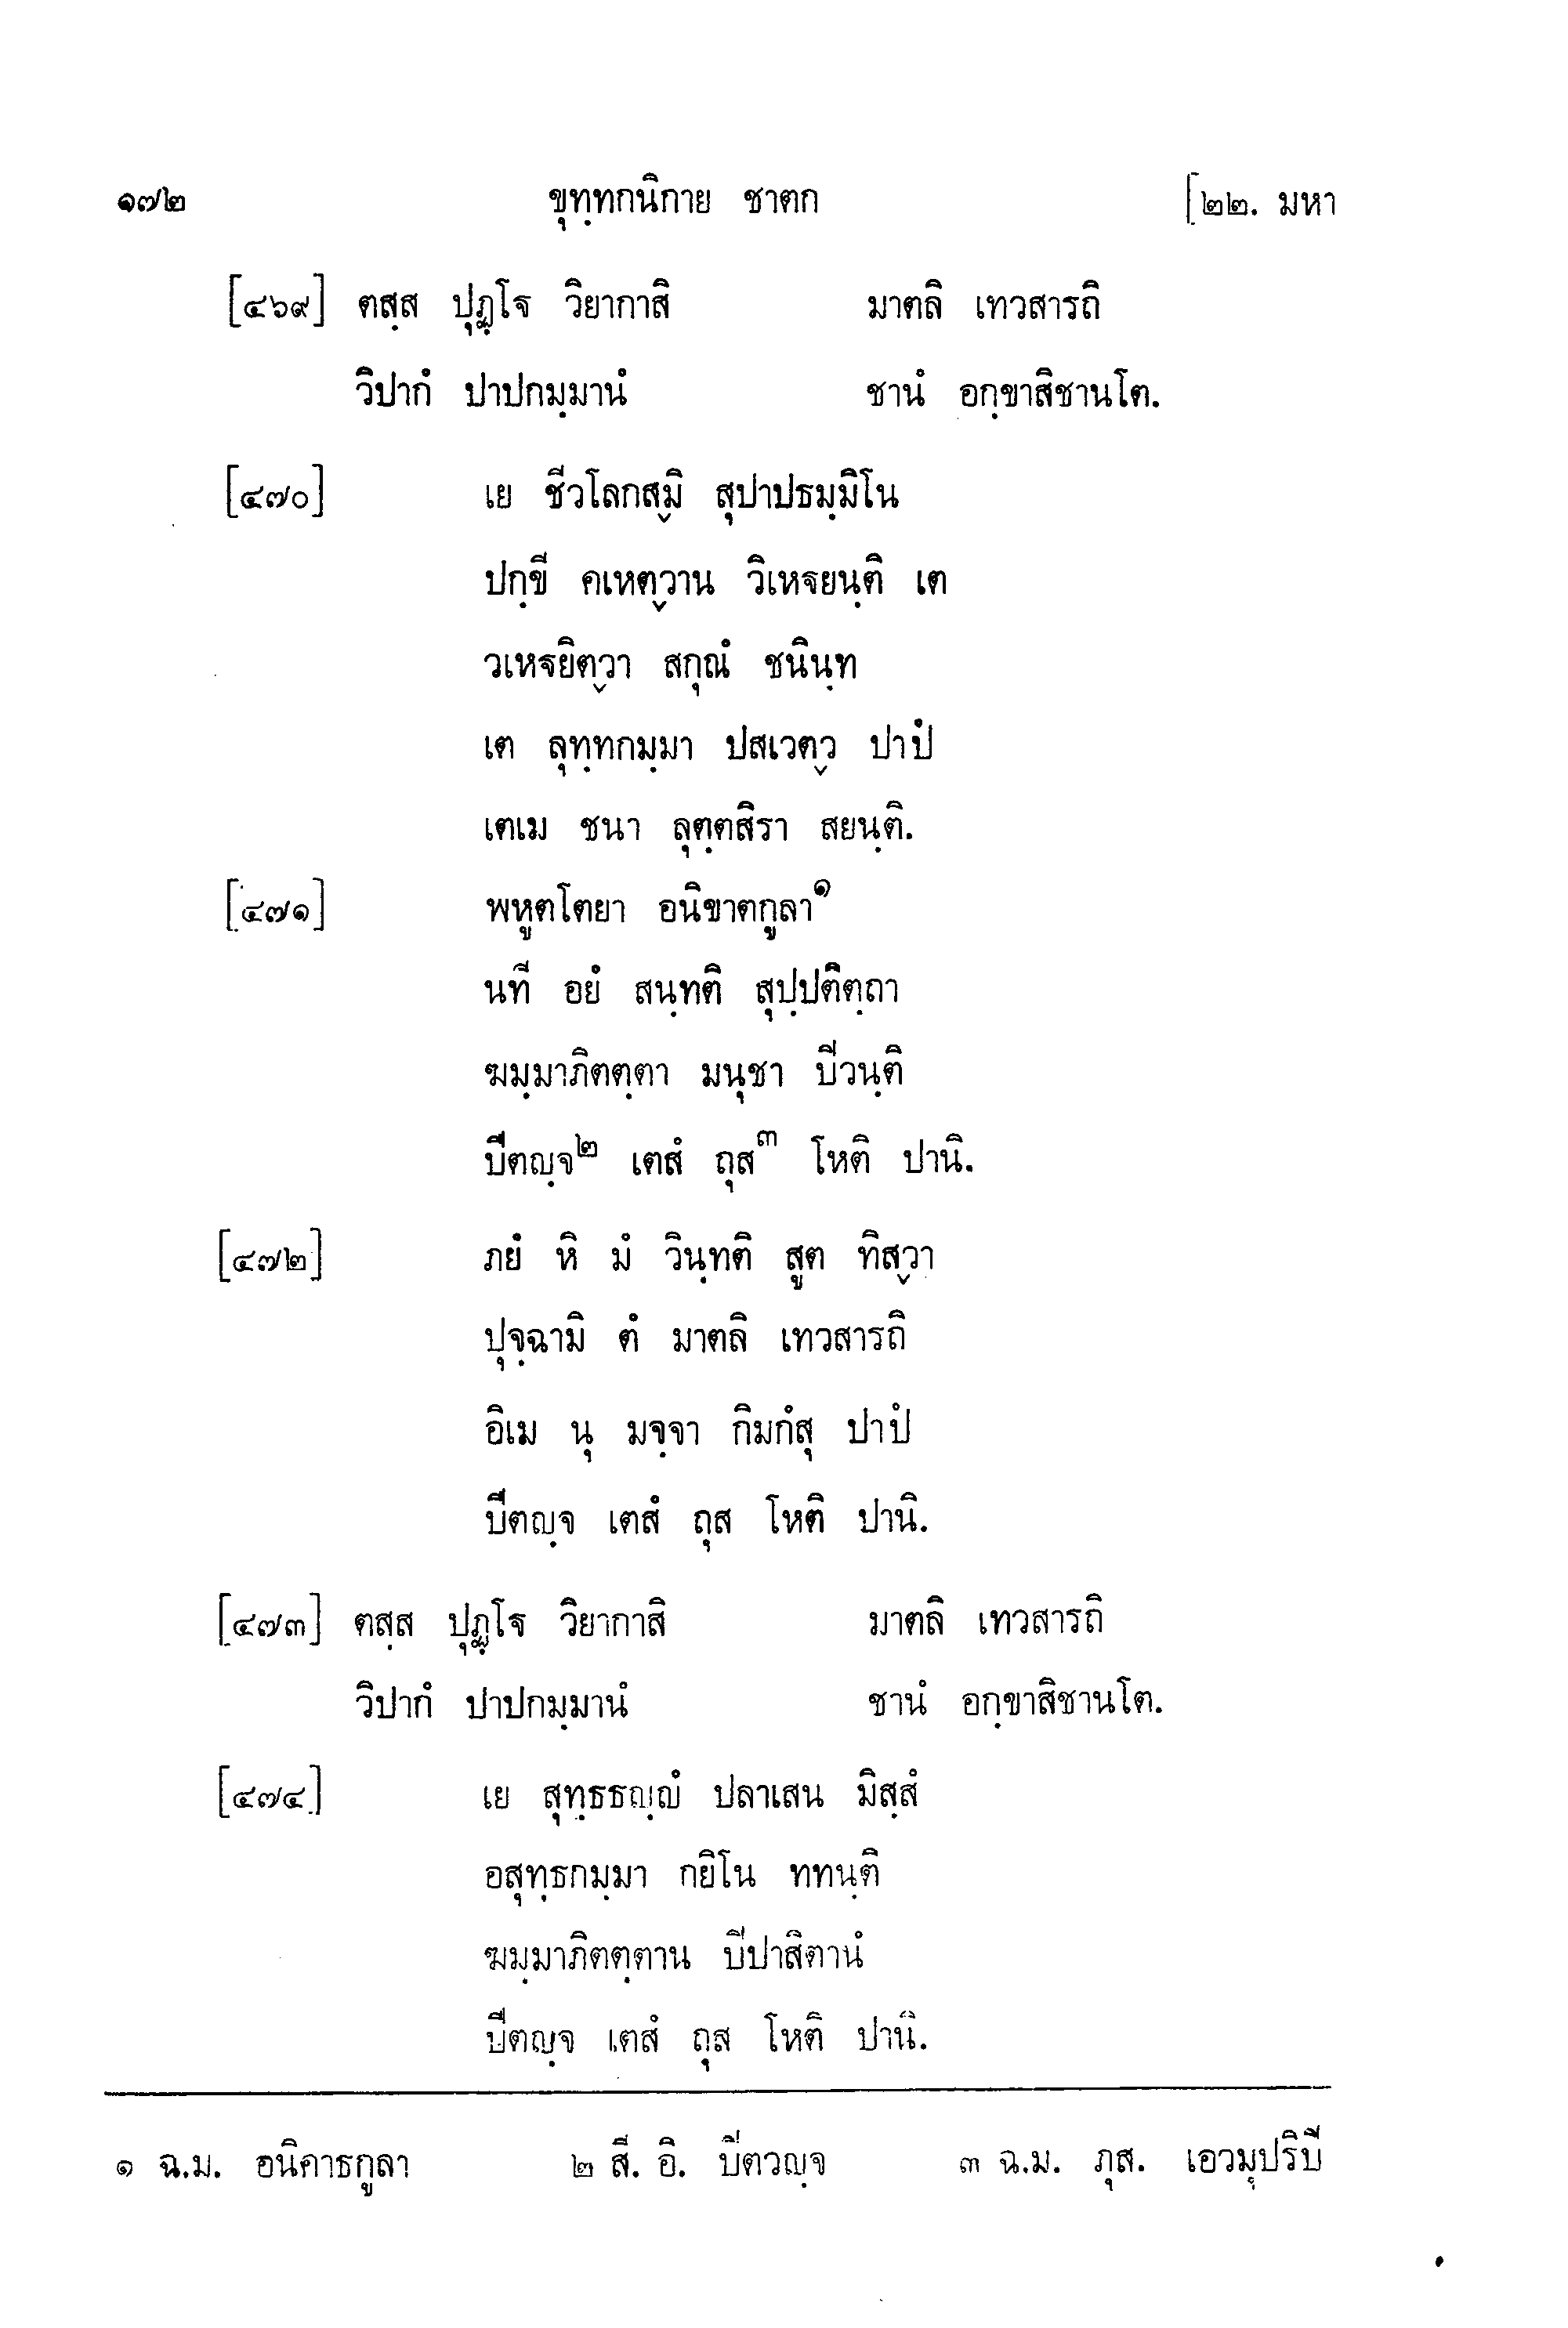 ๑๗๒ ขุทฺทกนิกาย ชาตก [๒๒. มหา
[๔๖๙] ตสฺส ปุฏฺโฐ วิยากาสิ มาตลิ เทวสารถิ
วิปากํ ปาปกมฺมานํ ชานํ อกฺขาสิชานโต.
[๔๗๐] เย ชีวโลกสฺมิ สุปาปธมฺมิโน
ปกฺขี คเหตฺวาน วิเหฐยนฺติ เต
วเหฐยิตฺวา สกุณํ ชนินฺท
เต ลุทฺทกมฺมา ปสเวตฺว ปาปํ
เตเม ชนา ลุตฺตสิรา สยนฺติ.
[๔๗๑] พหูตโตยา อนิขาตกูลา๑
นที อยํ สนฺทติ สุปฺปติตฺถา
ฆมฺมาภิตตฺตา มนุชา ปีวนฺติ
ปีตญฺจ๒ เตสํ ถุส๓ โหติ ปานิ.
[๔๗๒] ภยํ หิ มํ วินฺทติ สูต ทิสฺวา
ปุจฺฉามิ ตํ มาตลิ เทวสารถิ
อิเม นุ มจฺจา กิมกํสุ ปาปํ
ปีตญฺจ เตสํ ถุส โหติ ปานิ.
[๔๗๓] ตสฺส ปุฏฺโฐ วิยากาสิ มาตลิ เทวสารถิ
วิปากํ ปาปกมฺมานํ ชานํ อกฺขาสิชานโต.
[๔๗๔] เย สุทฺธธญฺญํ ปลาเสน มิสฺสํ
อสุทฺธกมฺมา กยิโน ททนฺติ
ฆมฺมาภิตตฺตาน ปีปาสิตานํ
ปีตญฺจ เตสํ ถุส โหติ ปานิ.
๑ ฉ.ม. อนิคาธกูลา ๒ สี. อิ. ปีตวญฺจ ๓ ฉ.ม. ภุส. เอวมุปริปี